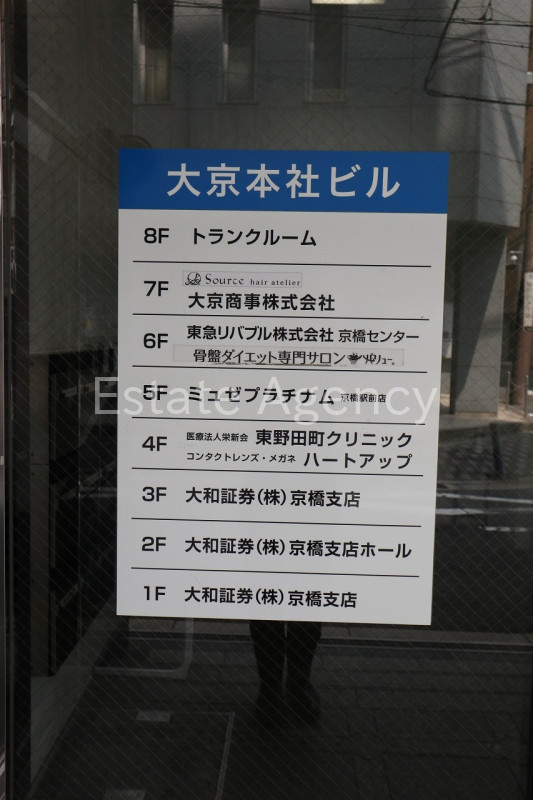 大京本社ビル
8F トランクルーム
7F Source hair atelier
大京商事株式会社
6F 東急リバブル株式会社 京橋センター
骨盤ダイエット専門サロン
5F ミュゼプラチナム 京橋駅前店
Estate Agency
4F 医療法人栄新会 東野田町クリニック
コンタクトレンズ・メガネ ハートアップ
3F 大和証券(株)京橋支店
2F 大和証券(株)京橋支店ホール
1F 大和証券(株)京橋支店